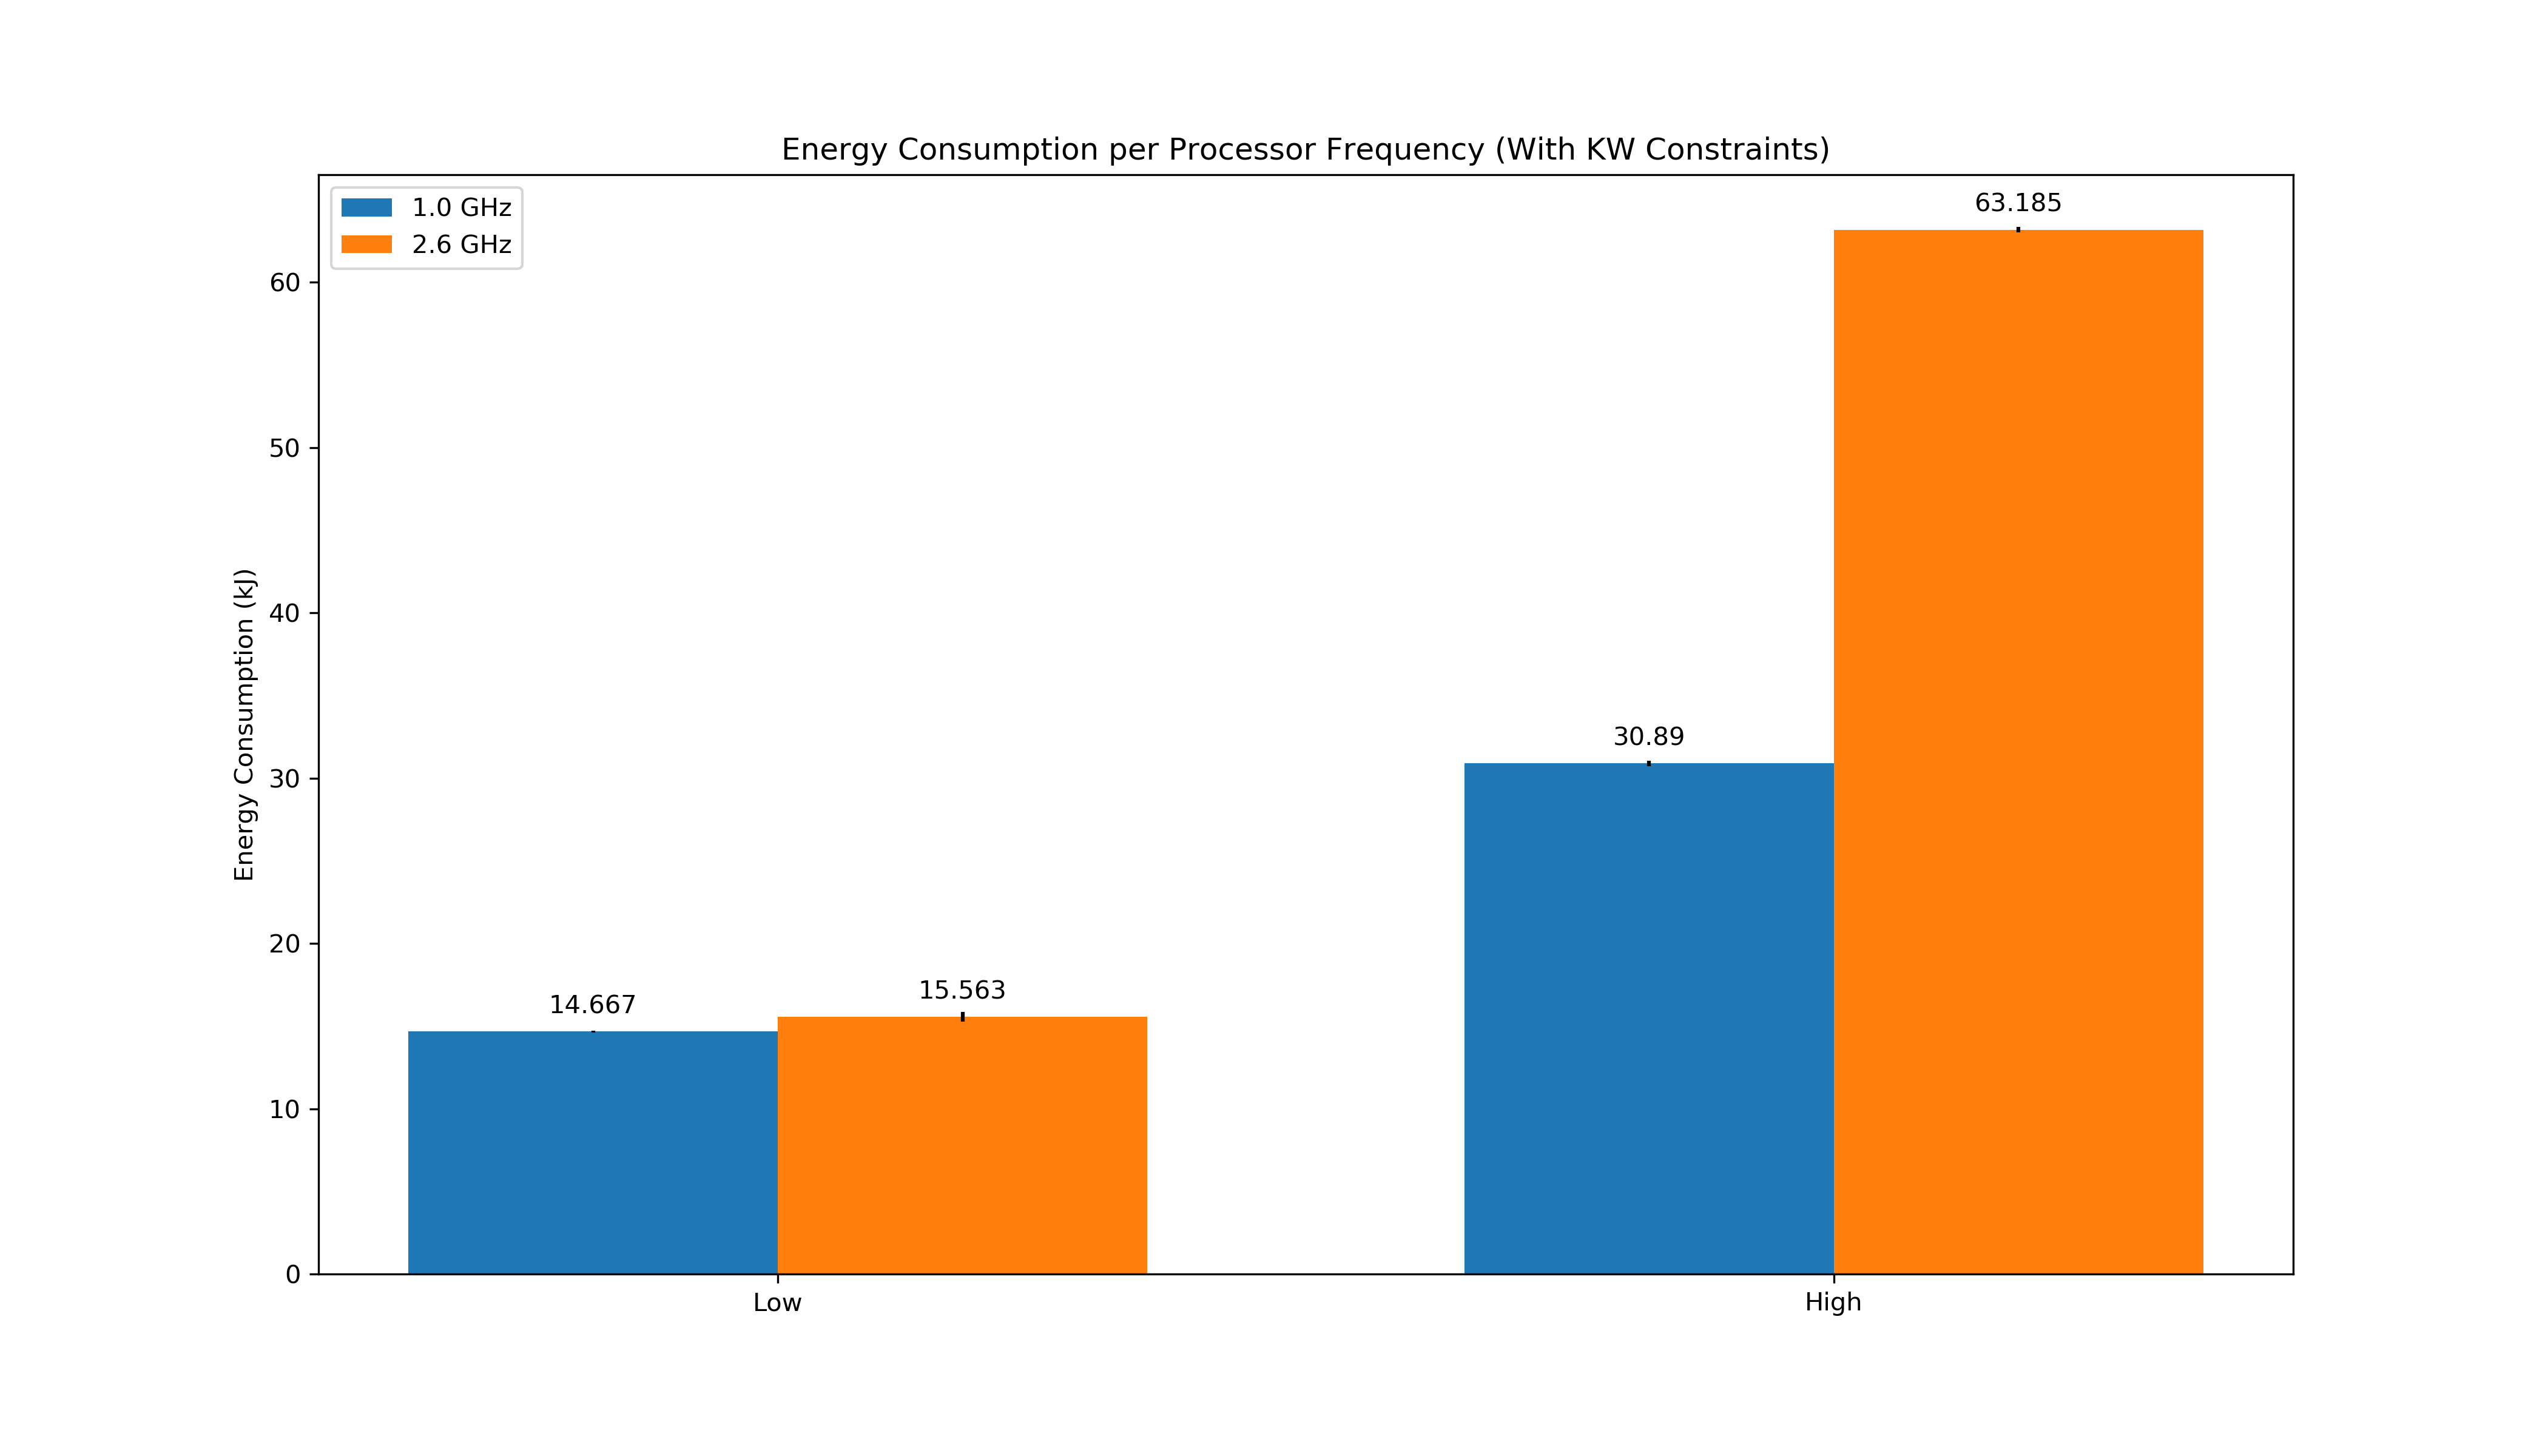 Energy Consumption per Processor Frequency (With KW Constraints)
1.0 GHz
2.6 GHz
63.185
60
50
40
30
20
10
0
Energy Consumption (kJ)
30.89
14.667
15.563
Low
High